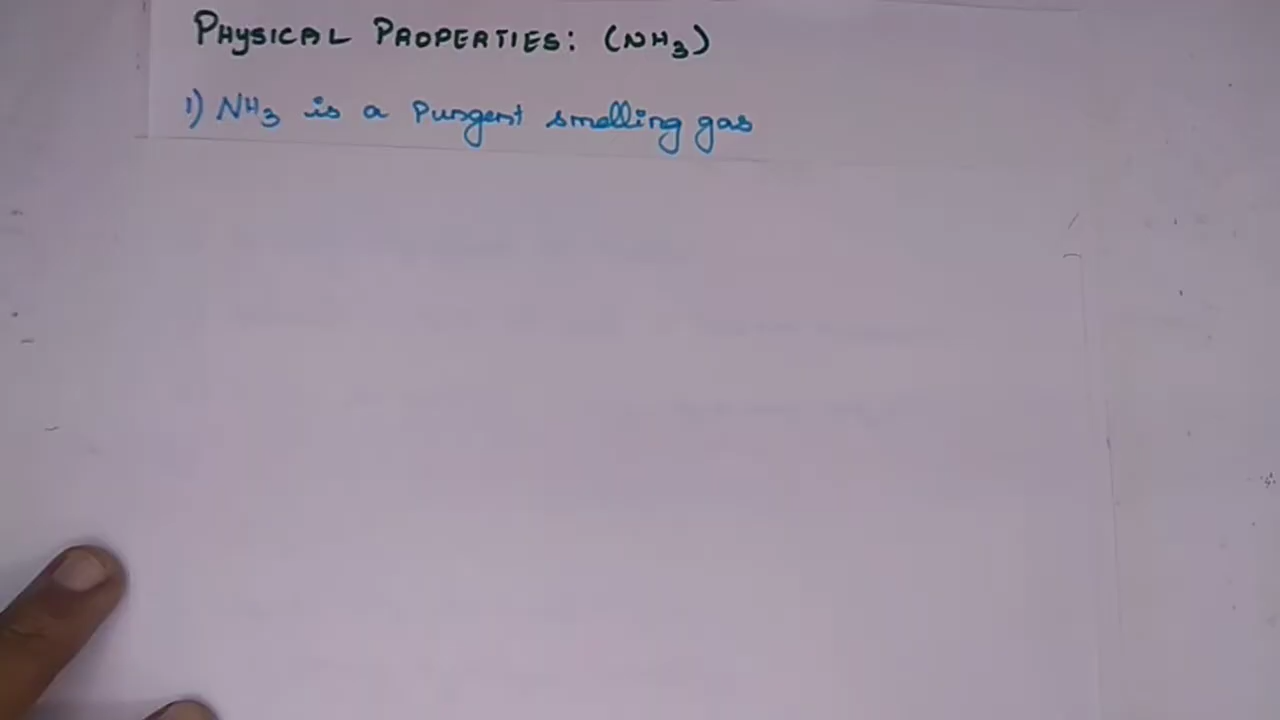 PHYSICAL PROPERTIES: (NH₃)
1) NH₃ is a Pungent smelling gas